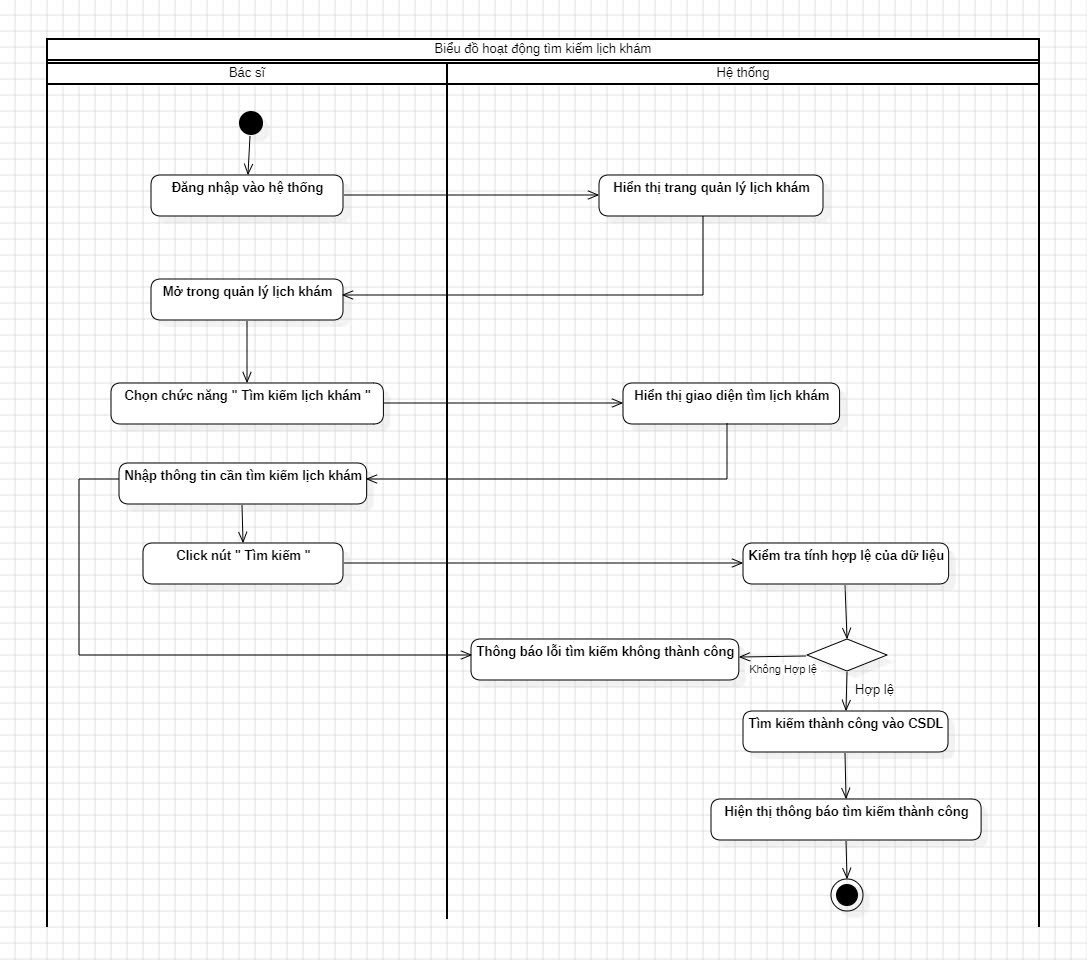 Biểu đồ hoạt động tìm kiếm lịch khám
Bác sĩ
Hệ thống
Đăng nhập vào hệ thống
Hiển thị trang quản lý lịch khám
Mở trong quản lý lịch khám
Chọn chức năng " Tìm kiếm lịch khám "
Hiển thị giao diện tìm lịch khám
Nhập thông tin cần tìm kiếm lịch khám
Click nút " Tìm kiếm "
Kiểm tra tính hợp lệ của dữ liệu
Thông báo lỗi tìm kiếm không thành công
Không Hợp lệ
Hợp lệ
Tìm kiếm thành công vào CSDL
Hiện thị thông báo tìm kiếm thành công